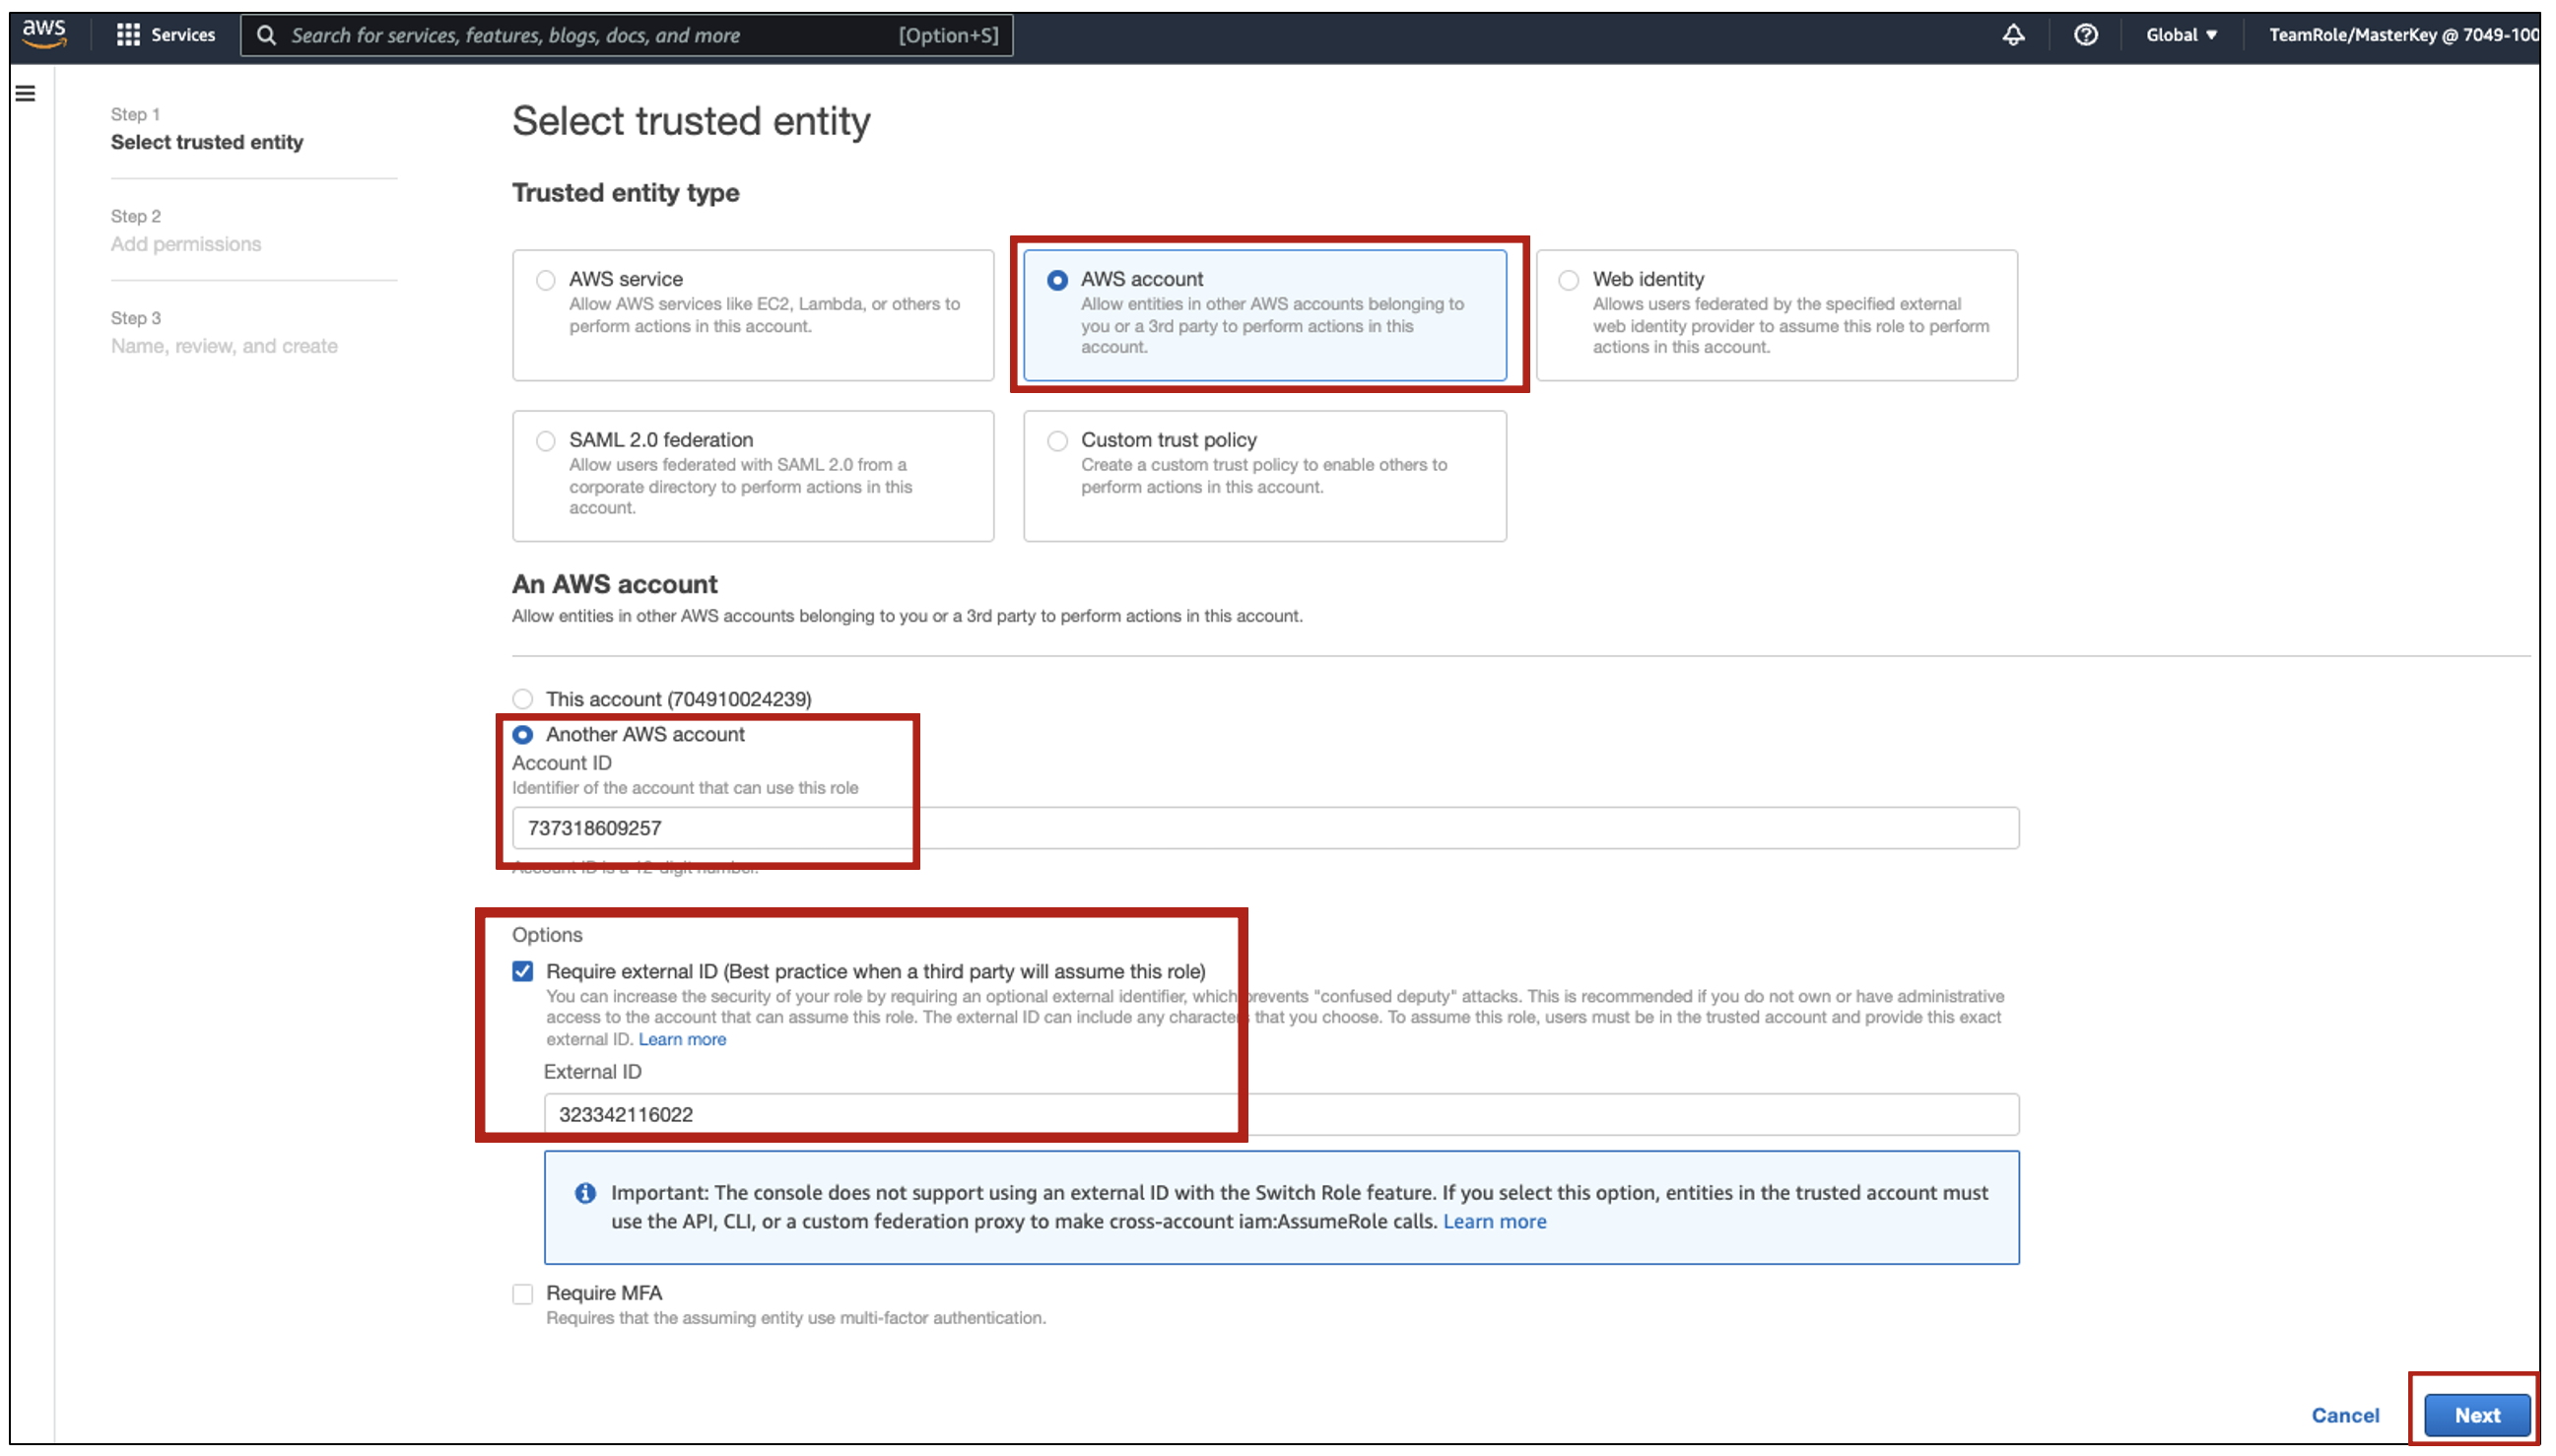 aws
Services
Search for services, features, blogs, docs, and more
[Option+S]
Global
TeamRole/MasterKey @ 7049-100
Step 1
Select trusted entity
Step 2
Add permissions
Step 3
Name, review, and create
Select trusted entity
Trusted entity type
AWS service
Allow AWS services like EC2, Lambda, or others to
perform actions in this account.
AWS account
Allow entities in other AWS accounts belonging to
you or a 3rd party to perform actions in this
account.
Web identity
Allows users federated by the specified external
web identity provider to assume this role to perform
actions in this account.
SAML 2.0 federation
Allow users federated with SAML 2.0 from a
corporate directory to perform actions in this
account.
Custom trust policy
Create a custom trust policy to enable others to
perform actions in this account.
An AWS account
Allow entities in other AWS accounts belonging to you or a 3rd party to perform actions in this account.
This account (704910024239)
Another AWS account
Account ID
Identifier of the account that can use this role
737318609257
Account ID is a 12-digit number.
Options
Require external ID (Best practice when a third party will assume this role)
You can increase the security of your role by requiring an optional external identifier, which prevents "confused deputy" attacks. This is recommended if you do not own or have administrative
access to the account that can assume this role. The external ID can include any characters that you choose. To assume this role, users must be in the trusted account and provide this exact
external ID. Learn more
External ID
323342116022
Important: The console does not support using an external ID with the Switch Role feature. If you select this option, entities in the trusted account must
use the API, CLI, or a custom federation proxy to make cross-account iam:AssumeRole calls. Learn more
Require MFA
Requires that the assuming entity use multi-factor authentication.
Cancel
Next